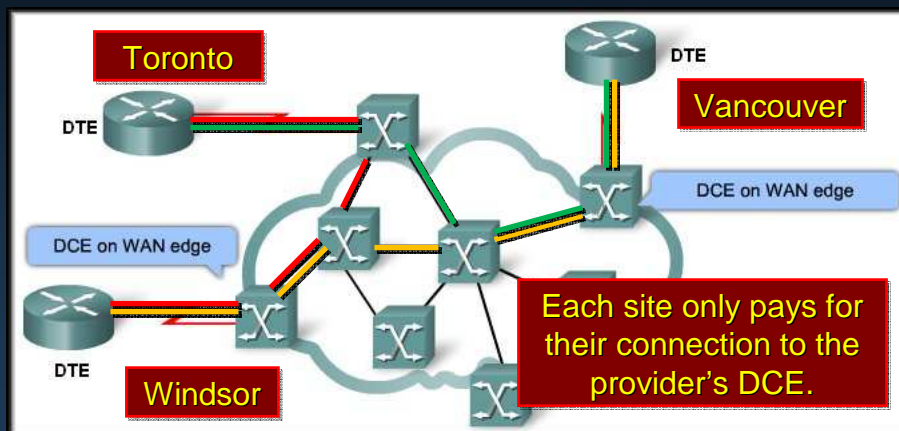 Toronto
DTE
DTE
Vancouver
DCE on WAN edge
DCE on WAN edge
DTE
Windsor
Each site only pays for
their connection to the
provider's DCE.